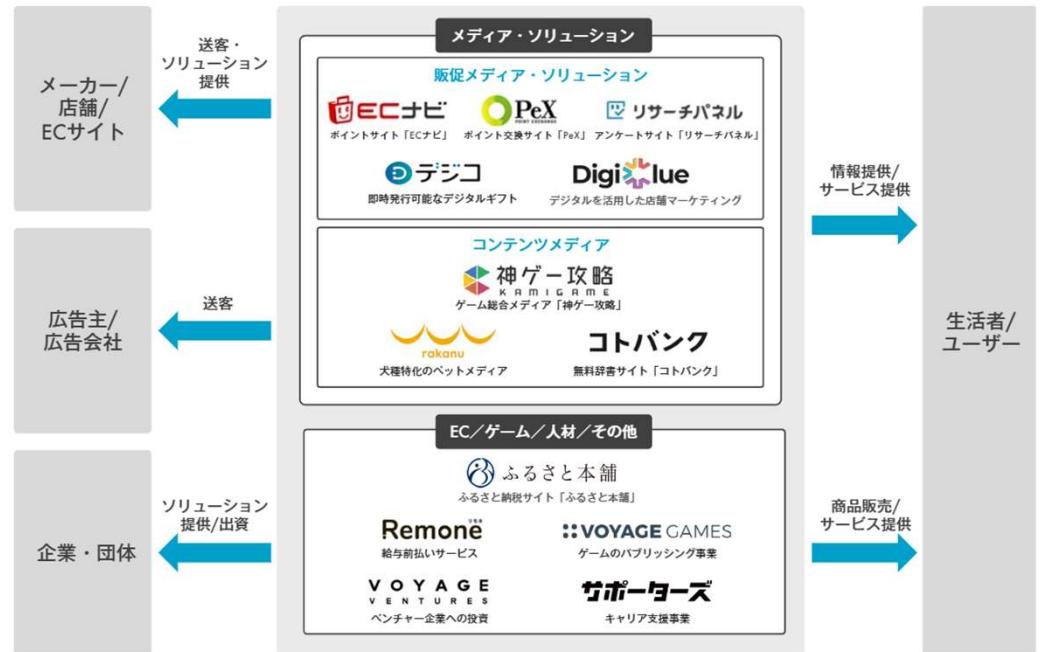 メーカー/
店舗/
ECサイト
送客・
ソリューション
提供
広告主/
広告会社
送客
企業・団体
ソリューション
提供/出資
メディア・ソリューション
販促メディア・ソリューション
ECナビ
ポイントサイト「ECナビ」
PeX
POINT EXCHANGE
ポイント交換サイト「PeX」
リサーチパネル
アンケートサイト「リサーチパネル」
デジコ
即時発行可能なデジタルギフト
Digiclue
デジタルを活用した店舗マーケティング
コンテンツメディア
神ゲー攻略
KAMIGAME
ゲーム総合メディア「神ゲー攻略」
rakanu
犬種特化のペットメディア
コトバンク
無料辞書サイト「コトバンク」
EC／ゲーム／人材／その他
ふるさと本舗
ふるさと納税サイト「ふるさと本舗」
リモネ
Remone
給与前払いサービス
VOYAGE GAMES
ゲームのパブリッシング事業
VOYAGE
VENTURES
ベンチャー企業への投資
サポーターズ
キャリア支援事業
情報提供/
サービス提供
商品販売/
サービス提供
生活者/
ユーザー